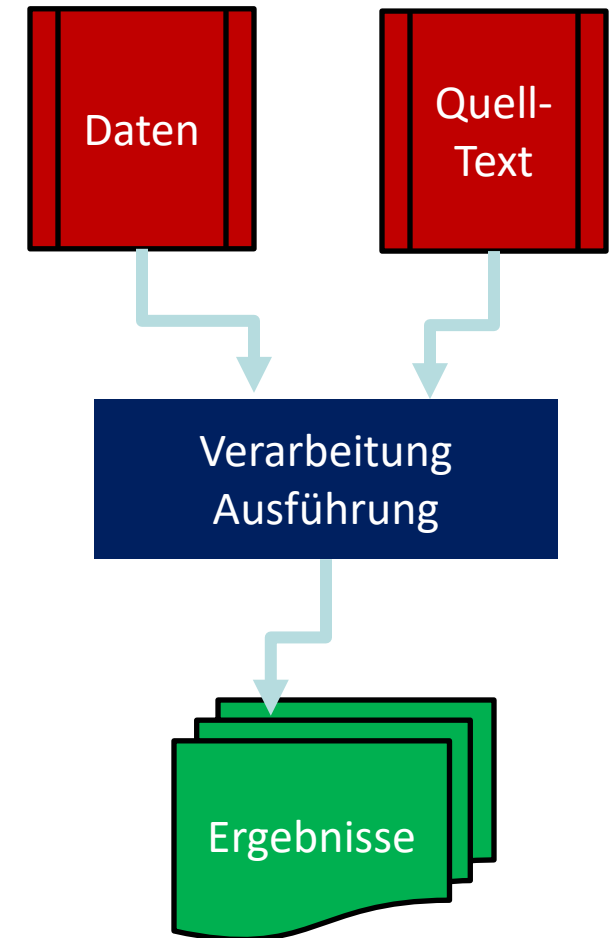 Daten
Quell-
Text
Verarbeitung
Ausführung
Ergebnisse